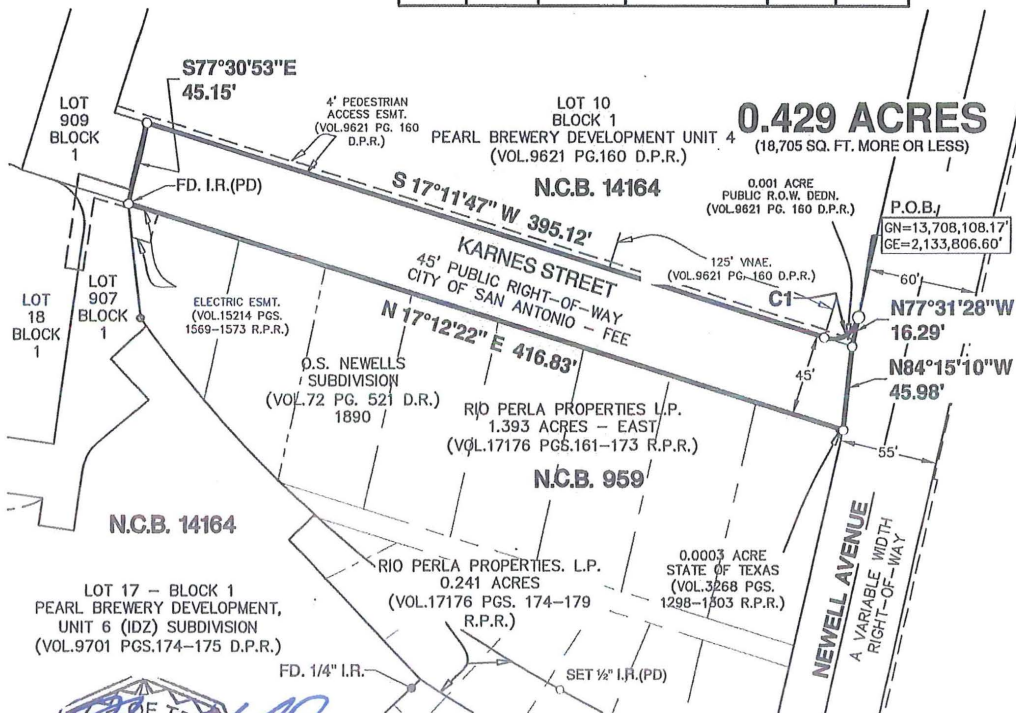 S77°30'53"E
45.15'
LOT
909
BLOCK
1
4' PEDESTRIAN
ACCESS ESMT.
(VOL.9621 PG. 160
D.P.R.)
LOT 10
BLOCK 1
PEARL BREWERY DEVELOPMENT UNIT 4
(VOL.9621 PG.160 D.P.R.)
N.C.B. 14164
0.429 ACRES
(18,705 SQ. FT. MORE OR LESS)
FD. I.R.(PD)
S 17°11'47" W 395.12'
0.001 ACRE
PUBLIC R.O.W. DEDN.
(VOL.9621 PG. 160 D.P.R.)
P.O.B.
GN=13,708,108.17'
GE=2,133,806.60'
KARNES STREET
45' PUBLIC RIGHT-OF-WAY
CITY OF SAN ANTONIO - FEE
125' VNAE.
(VOL.9621 PG. 160 D.P.R.)
C1
60'
N77°31'28"W
16.29'
LOT
18
BLOCK
1
LOT
907
BLOCK
1
ELECTRIC ESMT.
(VOL.15214 PGS.
1569-1573 R.P.R.)
N 17°12'22" E 416.83'
45'
N84°15'10"W
45.98'
O.S. NEWELLS
SUBDIVISION
(VOL.72 PG. 521 D.R.)
1890
RIO PERLA PROPERTIES L.P.
1.393 ACRES - EAST
(VOL.17176 PGS.161-173 R.P.R.)
N.C.B. 959
55'
N.C.B. 14164
0.0003 ACRE
STATE OF TEXAS
(VOL.3268 PGS.
1298-1303 R.P.R.)
NEWELL AVENUE
A VARIABLE WIDTH
RIGHT-OF-WAY
LOT 17 - BLOCK 1
PEARL BREWERY DEVELOPMENT,
UNIT 6 (IDZ) SUBDIVISION
(VOL.9701 PGS.174-175 D.P.R.)
RIO PERLA PROPERTIES. L.P.
0.241 ACRES
(VOL.17176 PGS. 174-179
R.P.R.)
FD. 1/4" I.R.
SET ½" I.R.(PD)
OF